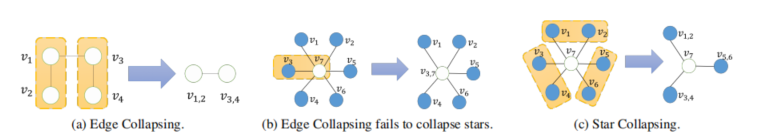 v1 v3
v2 v4
v1,2 v3,4
(a) Edge Collapsing.
v1 v2
v3 v7 v5
v4 v6
v1 v2
v3,7 v5
v4 v6
(b) Edge Collapsing fails to collapse stars.
v1 v2
v3 v7 v5
v4 v6
v1,2
v7 v5,6
v3,4
(c) Star Collapsing.